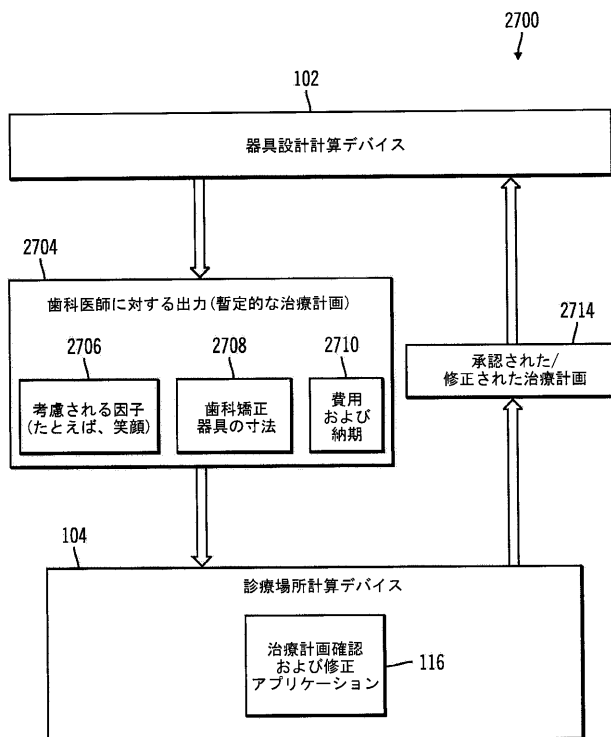 2700
102
器具設計計算デバイス
2704
歯科医師に対する出力(暫定的な治療計画)
2706
2708
2710
考慮される因子
(たとえば、笑顔)
歯科矯正
器具の寸法
費用
および
納期
2714
承認された/
修正された治療計画
104
診療場所計算デバイス
治療計画確認
および修正
アプリケーション
116